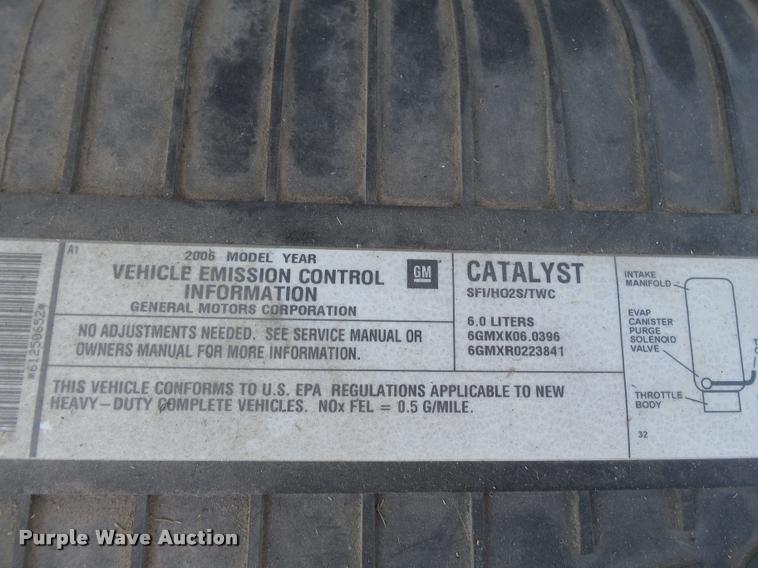 A1
2006 MODEL YEAR
VEHICLE EMISSION CONTROL
INFORMATION
GENERAL MOTORS CORPORATION
GM
NO ADJUSTMENTS NEEDED. SEE SERVICE MANUAL OR
OWNERS MANUAL FOR MORE INFORMATION.
THIS VEHICLE CONFORMS TO U.S. EPA REGULATIONS APPLICABLE TO NEW
HEAVY-DUTY COMPLETE VEHICLES. NOx FEL = 0.5 G/MILE.
CATALYST
SFI/HO2S/TWC
6.0 LITERS
6GMXK06.0396
6GMXR0223841
INTAKE
MANIFOLD
EVAP
CANISTER
PURGE
SOLENOID
VALVE
THROTTLE
BODY
32
*61250652*
Purple Wave Auction